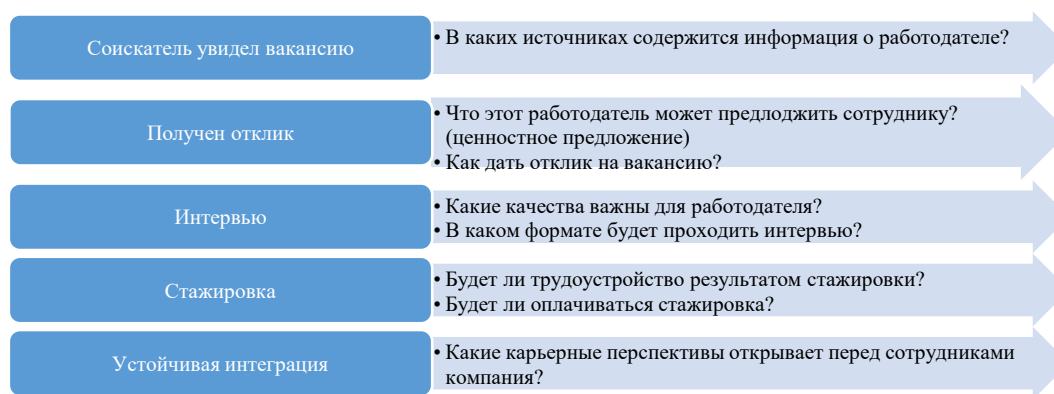 Соискатель увидел вакансию
• В каких источниках содержится информация о работодателе?
Получен отклик
• Что этот работодатель может предлоджить сотруднику?
(ценностное предложение)
• Как дать отклик на вакансию?
Интервью
• Какие качества важны для работодателя?
• В каком формате будет проходить интервью?
Стажировка
• Будет ли трудоустройство результатом стажировки?
• Будет ли оплачиваться стажировка?
Устойчивая интеграция
• Какие карьерные перспективы открывает перед сотрудниками
компания?